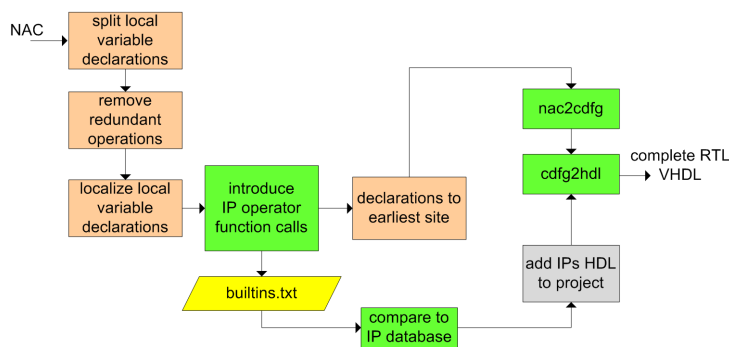 NAC
split local
variable
declarations
remove
redundant
operations
localize local
variable
declarations
introduce
IP operator
function calls
declarations to
earliest site
nac2cdfg
cdfg2hdl
complete RTL
VHDL
add IPs HDL
to project
builtins.txt
compare to
IP database